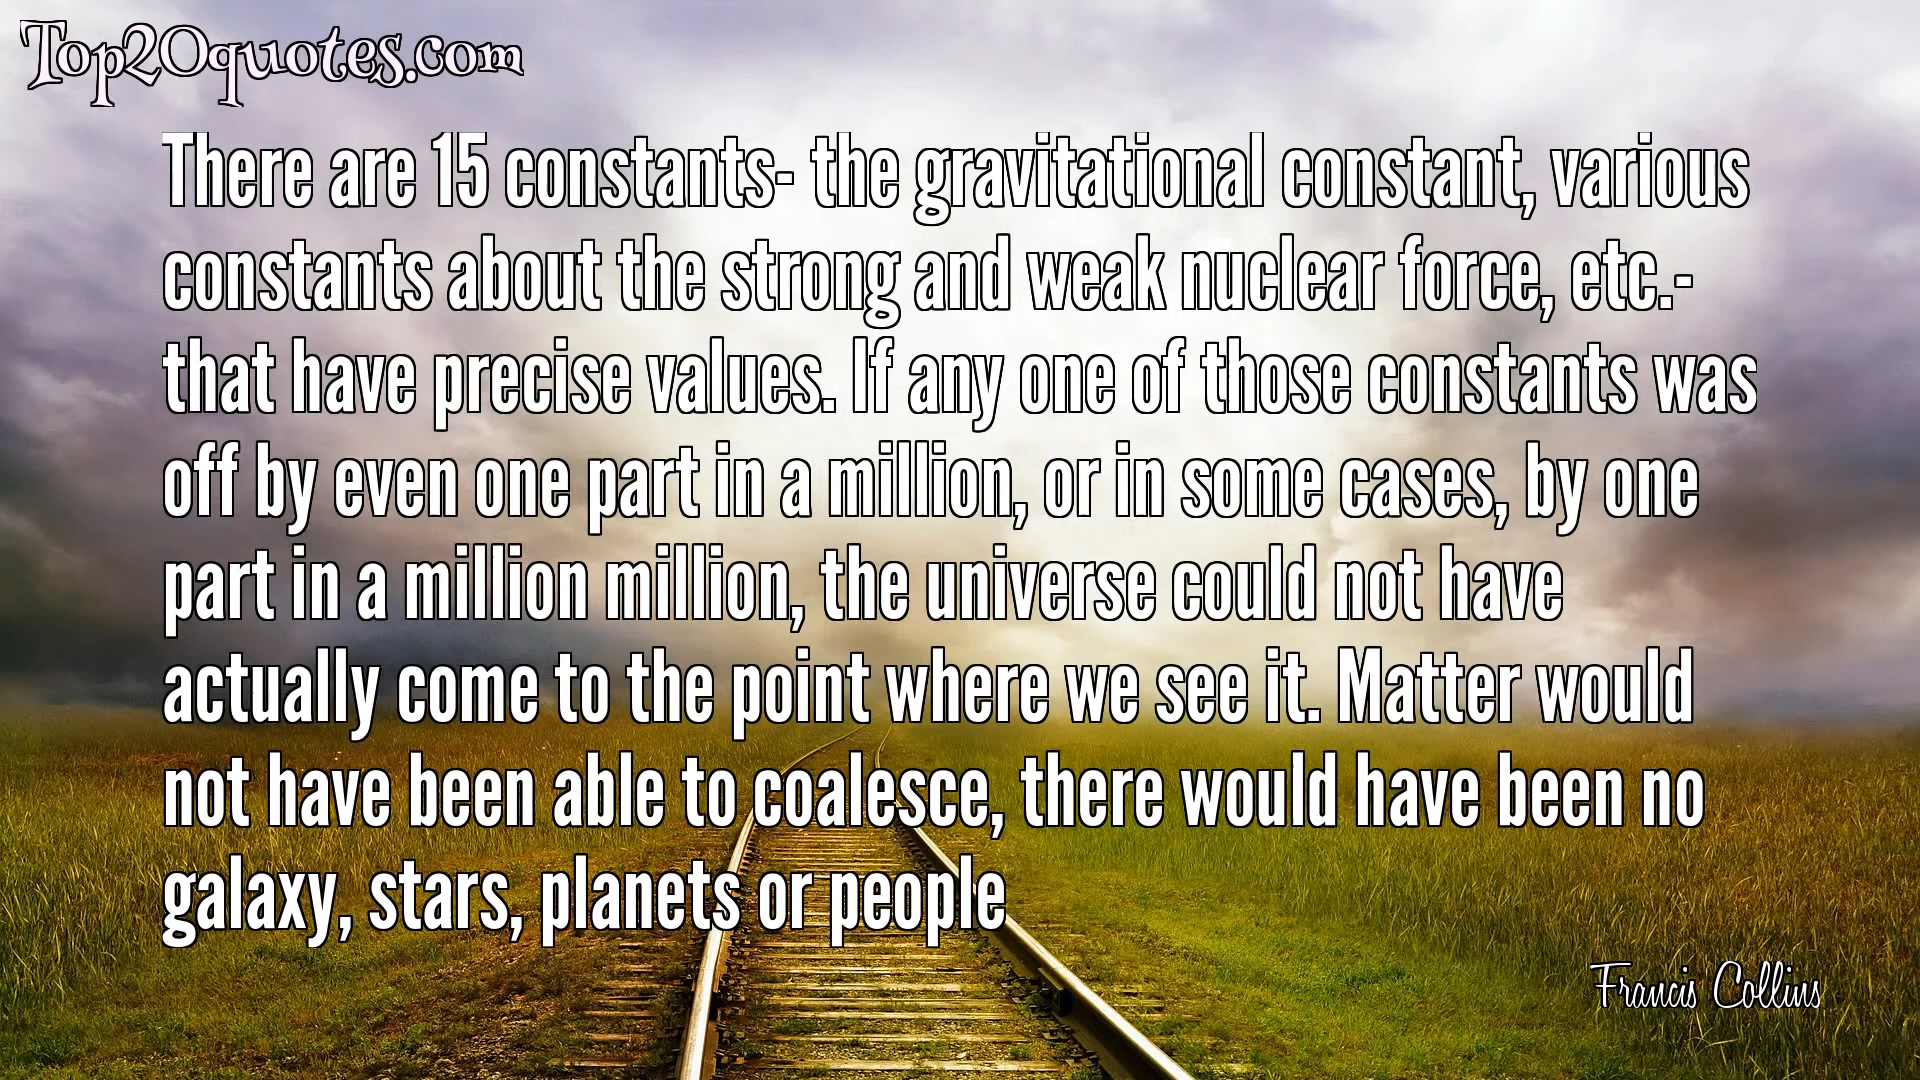 Top20quotes.com
There are 15 constants- the gravitational constant, various
constants about the strong and weak nuclear force, etc.-
that have precise values. If any one of those constants was
off by even one part in a million, or in some cases, by one
part in a million million, the universe could not have
actually come to the point where we see it. Matter would
not have been able to coalesce, there would have been no
galaxy, stars, planets or people
Francis Collins